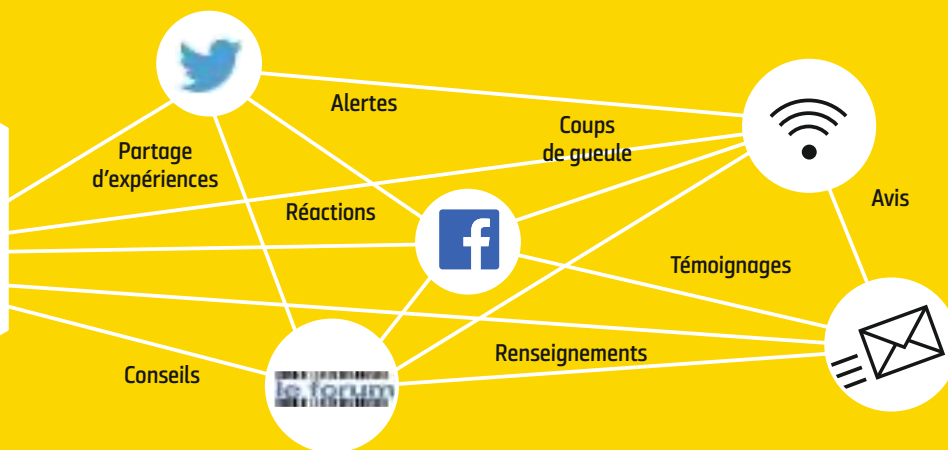 Alertes
Coups
de gueule
Partage
d'expériences
Avis
Réactions
Témoignages
Renseignements
Conseils
le forum